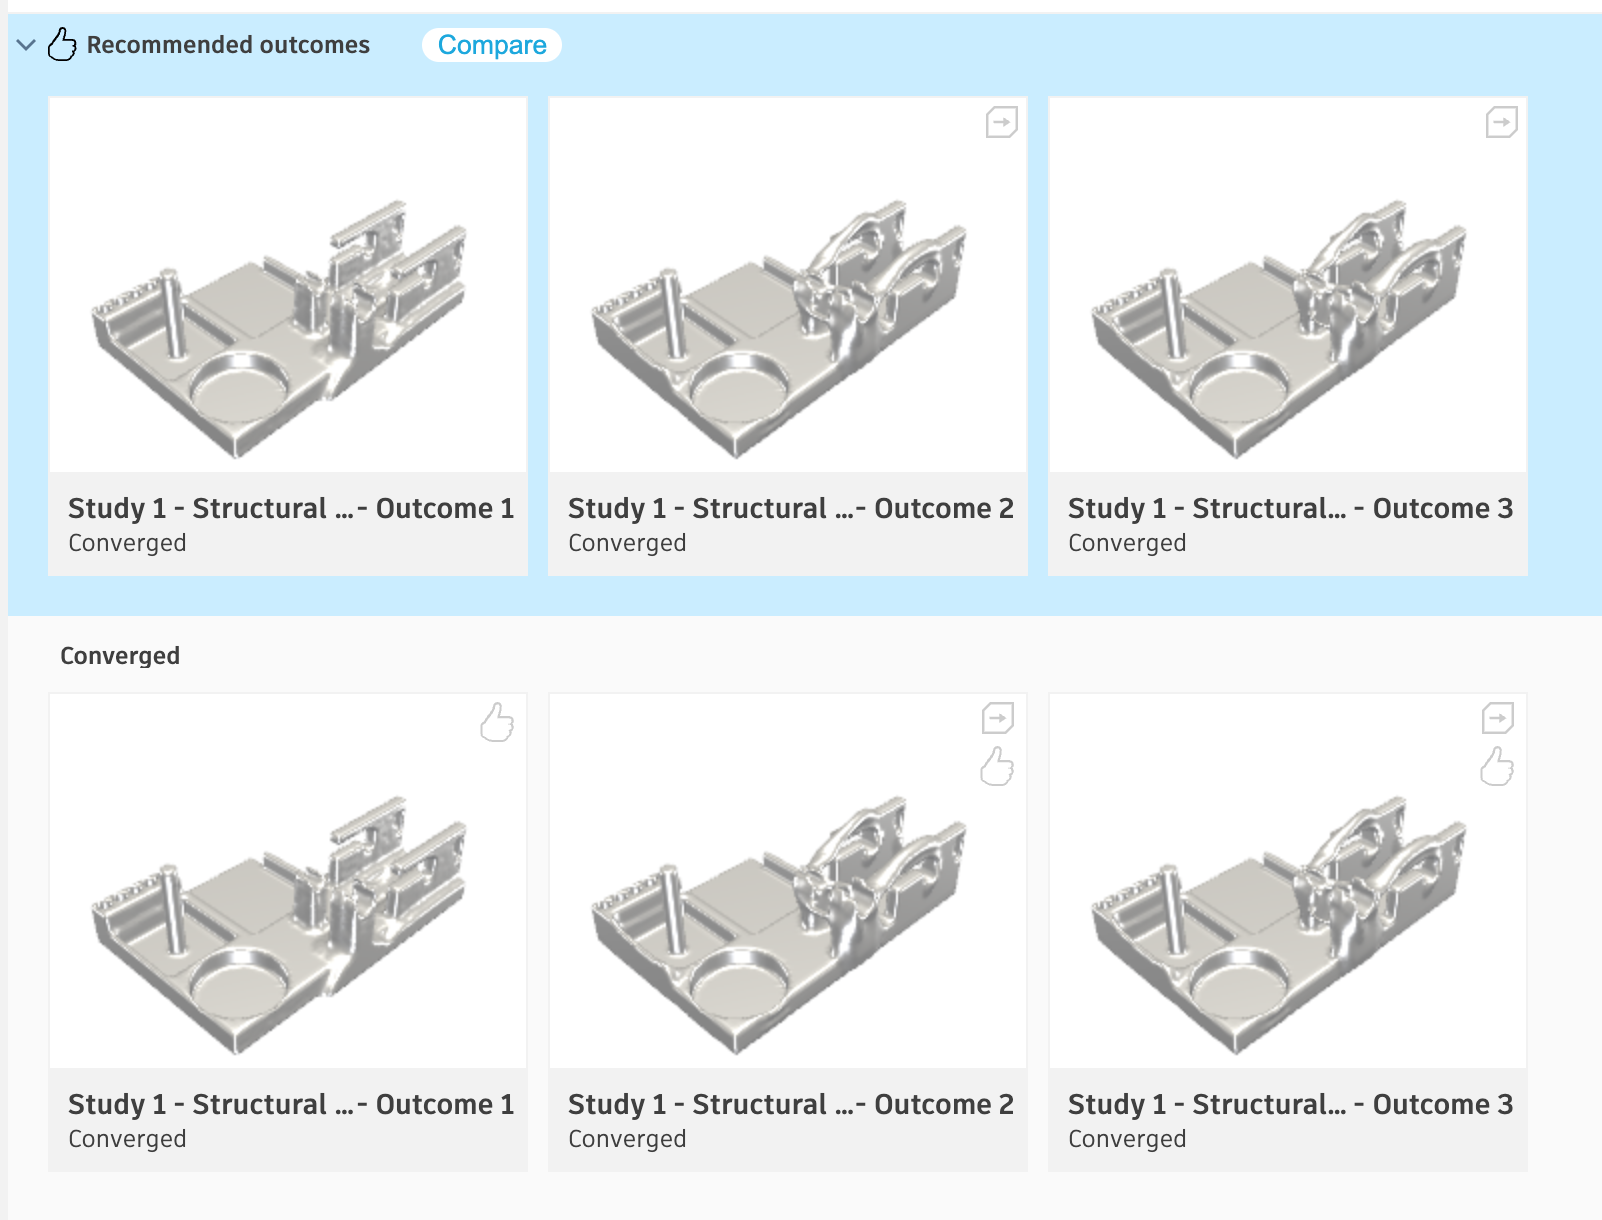 Recommended outcomes
Compare
Study 1 - Structural ...- Outcome 1
Converged
Study 1 - Structural ...- Outcome 2
Converged
Study 1 - Structural... - Outcome 3
Converged
Converged
Study 1 - Structural ...- Outcome 1
Converged
Study 1 - Structural ...- Outcome 2
Converged
Study 1 - Structural... - Outcome 3
Converged